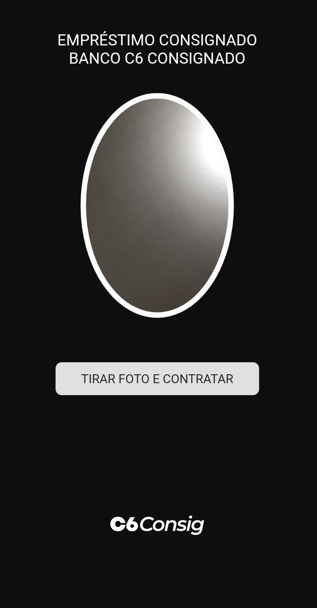 EMPRÉSTIMO CONSIGNADO
BANCO C6 CONSIGNADO
TIRAR FOTO E CONTRATAR
C6Consig